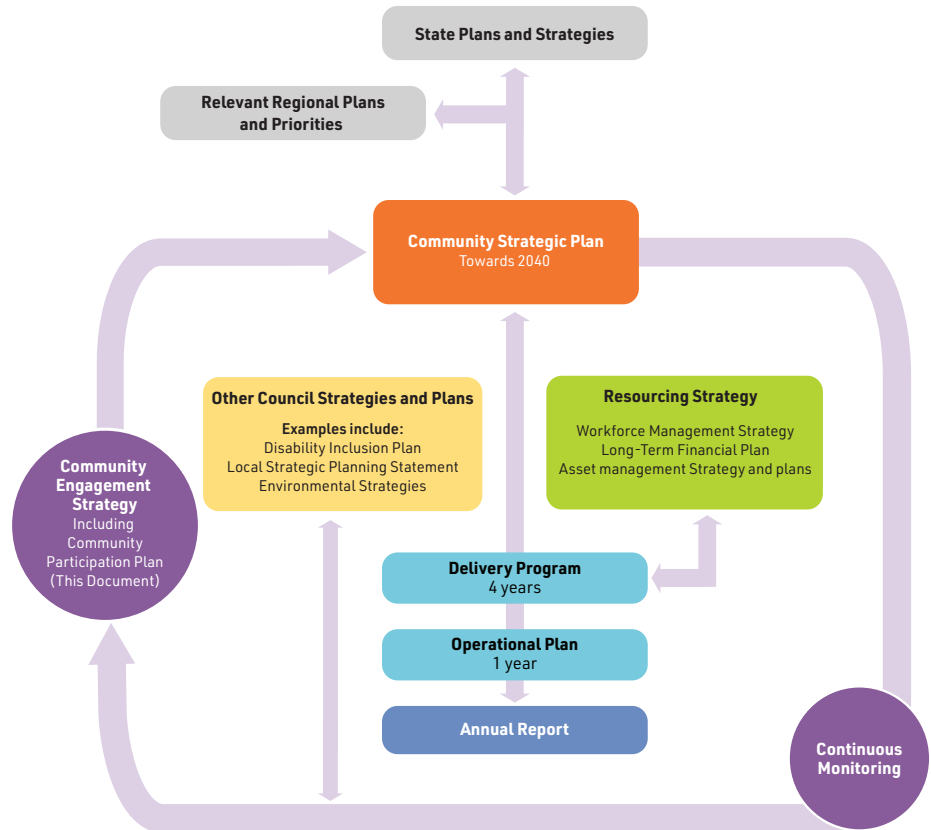 State Plans and Strategies
Relevant Regional Plans
and Priorities
Community Strategic Plan
Towards 2040
Other Council Strategies and Plans
Examples include:
Disability Inclusion Plan
Local Strategic Planning Statement
Environmental Strategies
Resourcing Strategy
Workforce Management Strategy
Long-Term Financial Plan
Asset management Strategy and plans
Community
Engagement
Strategy
Including
Community
Participation Plan
(This Document)
Delivery Program
4 years
Operational Plan
1 year
Annual Report
Continuous
Monitoring